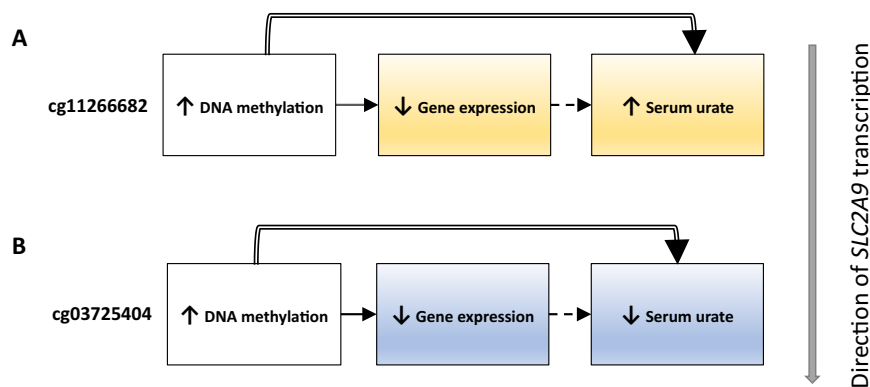 A
cg11266682
↑ DNA methylation
↓ Gene expression
↑ Serum urate
B
cg03725404
↑ DNA methylation
↓ Gene expression
↓ Serum urate
Direction of SLC2A9 transcription